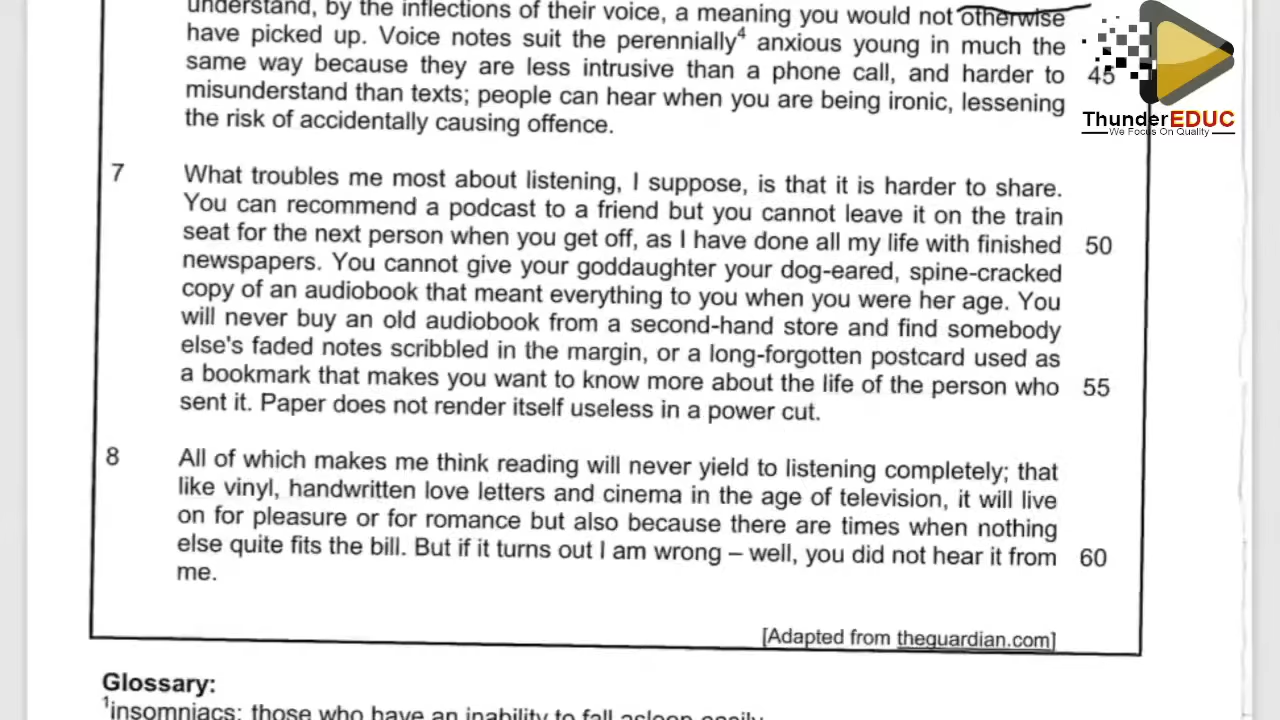 understand, by the inflections of their voice, a meaning you would not otherwise
have picked up. Voice notes suit the perennially⁴ anxious young in much the
same way because they are less intrusive than a phone call, and harder to 45
misunderstand than texts; people can hear when you are being ironic, lessening
the risk of accidentally causing offence.
ThunderEDUC
We Focus On Quality
7 What troubles me most about listening, I suppose, is that it is harder to share.
You can recommend a podcast to a friend but you cannot leave it on the train
seat for the next person when you get off, as I have done all my life with finished 50
newspapers. You cannot give your goddaughter your dog-eared, spine-cracked
copy of an audiobook that meant everything to you when you were her age. You
will never buy an old audiobook from a second-hand store and find somebody
else's faded notes scribbled in the margin, or a long-forgotten postcard used as
a bookmark that makes you want to know more about the life of the person who 55
sent it. Paper does not render itself useless in a power cut.
8 All of which makes me think reading will never yield to listening completely; that
like vinyl, handwritten love letters and cinema in the age of television, it will live
on for pleasure or for romance but also because there are times when nothing
else quite fits the bill. But if it turns out I am wrong – well, you did not hear it from 60
me.
[Adapted from theguardian.com]
Glossary:
¹insomniacs: those who have an inability to fall asleep easily